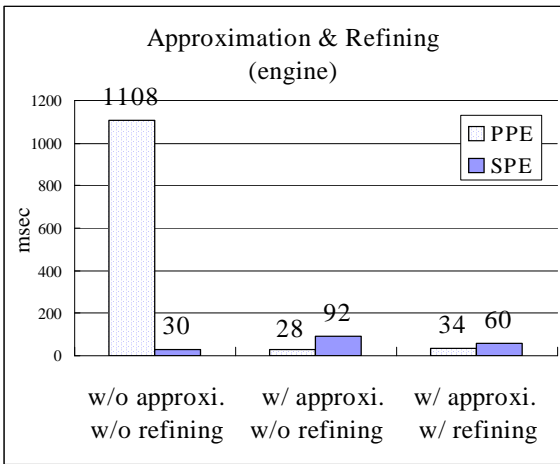 Approximation & Refining
(engine)
1200
1000
800
600
400
200
0
msec
1108
30
28
92
34
60
PPE
SPE
w/o approxi.
w/o refining
w/ approxi.
w/o refining
w/ approxi.
w/ refining